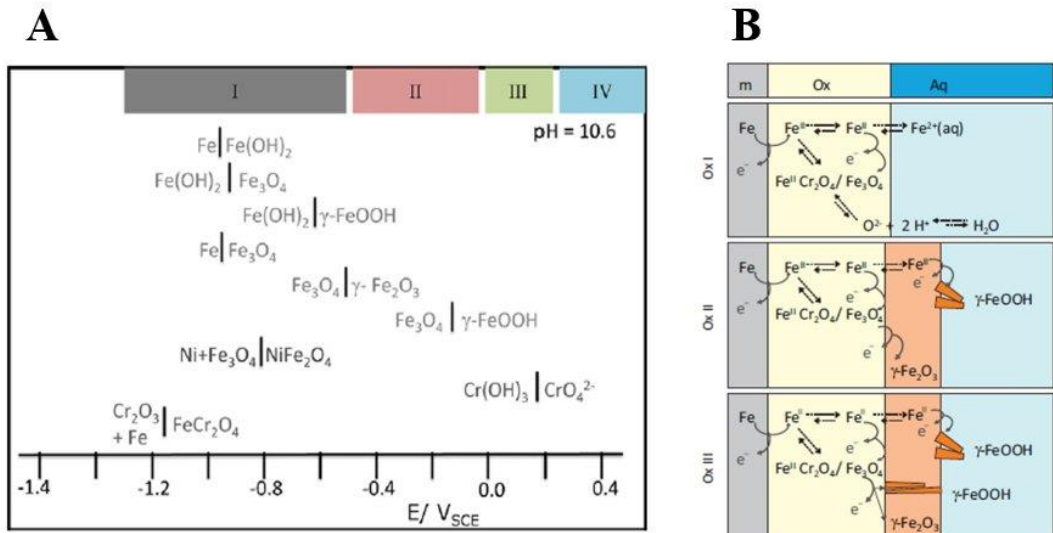 A
I II III IV
pH = 10.6
Fe|Fe(OH)₂
Fe(OH)₂|Fe₃O₄
Fe(OH)₂|γ-FeOOH
Fe|Fe₃O₄
Fe₃O₄|γ- Fe₂O₃
Fe₃O₄|γ-FeOOH
Ni+Fe₃O₄|NiFe₂O₄
Cr(OH)₃|CrO₄²⁻
Cr₂O₃
+ Fe|FeCr₂O₄
-1.4 -1.2 -0.8 -0.4 0.0 0.4
E/ V_SCE
B
m Ox Aq
Ox I
Fe Feᴵᴵ Feᴵᴵ Fe²⁺(aq)
e⁻ e⁻
Feᴵᴵ Cr₂O₄/ Fe₃O₄
O²⁻ + 2 H⁺ H₂O
Ox II
Fe Feᴵᴵ Feᴵᴵ Feᴵᴵ
e⁻ e⁻ e⁻
γ-FeOOH
Feᴵᴵ Cr₂O₄/ Fe₃O₄
e⁻
γ-Fe₂O₃
Ox III
Fe Feᴵᴵ Feᴵᴵ Feᴵᴵ
e⁻ e⁻ e⁻
γ-FeOOH
Feᴵᴵ Cr₂O₄/ Fe₃O₄
e⁻
γ-FeOOH
γ-Fe₂O₃